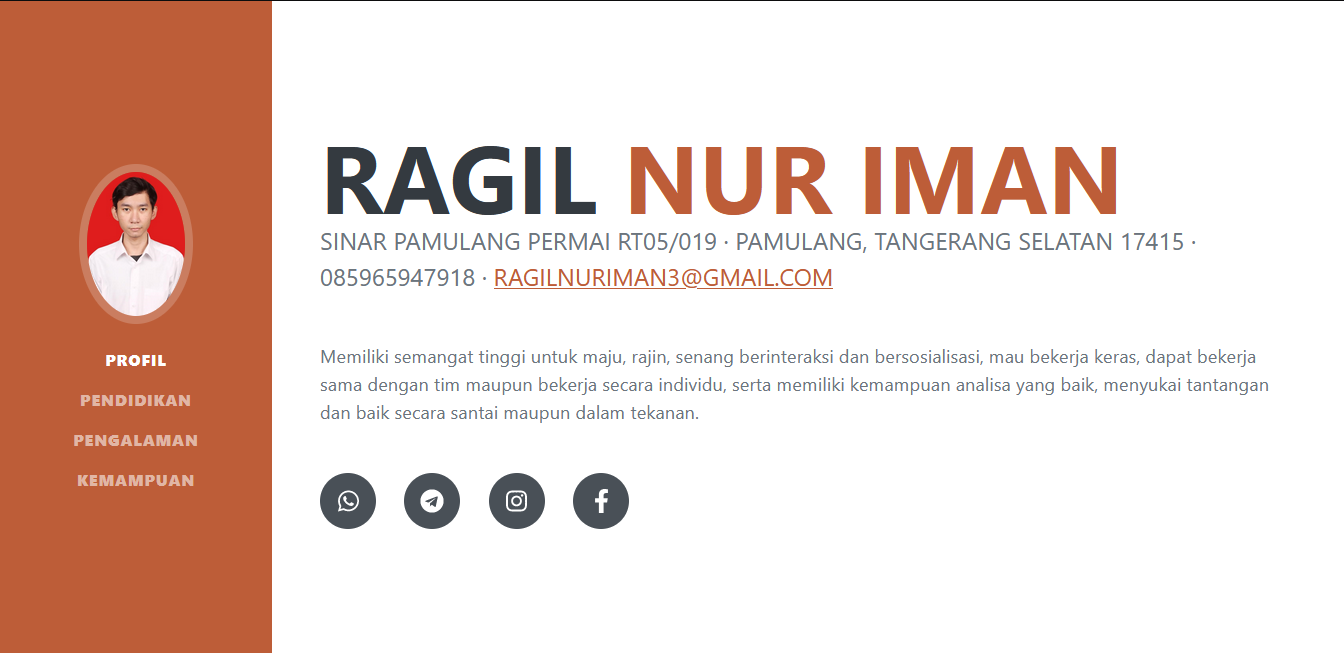 PROFIL
PENDIDIKAN
PENGALAMAN
KEMAMPUAN
RAGIL NUR IMAN
SINAR PAMULANG PERMAI RT05/019 · PAMULANG, TANGERANG SELATAN 17415 ·
085965947918 · RAGILNURIMAN3@GMAIL.COM
Memiliki semangat tinggi untuk maju, rajin, senang berinteraksi dan bersosialisasi, mau bekerja keras, dapat bekerja
sama dengan tim maupun bekerja secara individu, serta memiliki kemampuan analisa yang baik, menyukai tantangan
dan baik secara santai maupun dalam tekanan.